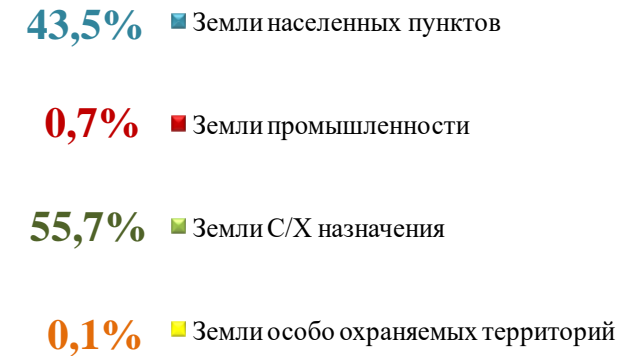 43,5% Земли населенных пунктов
0,7% Земли промышленности
55,7% Земли С/Х назначения
0,1% Земли особо охраняемых территорий